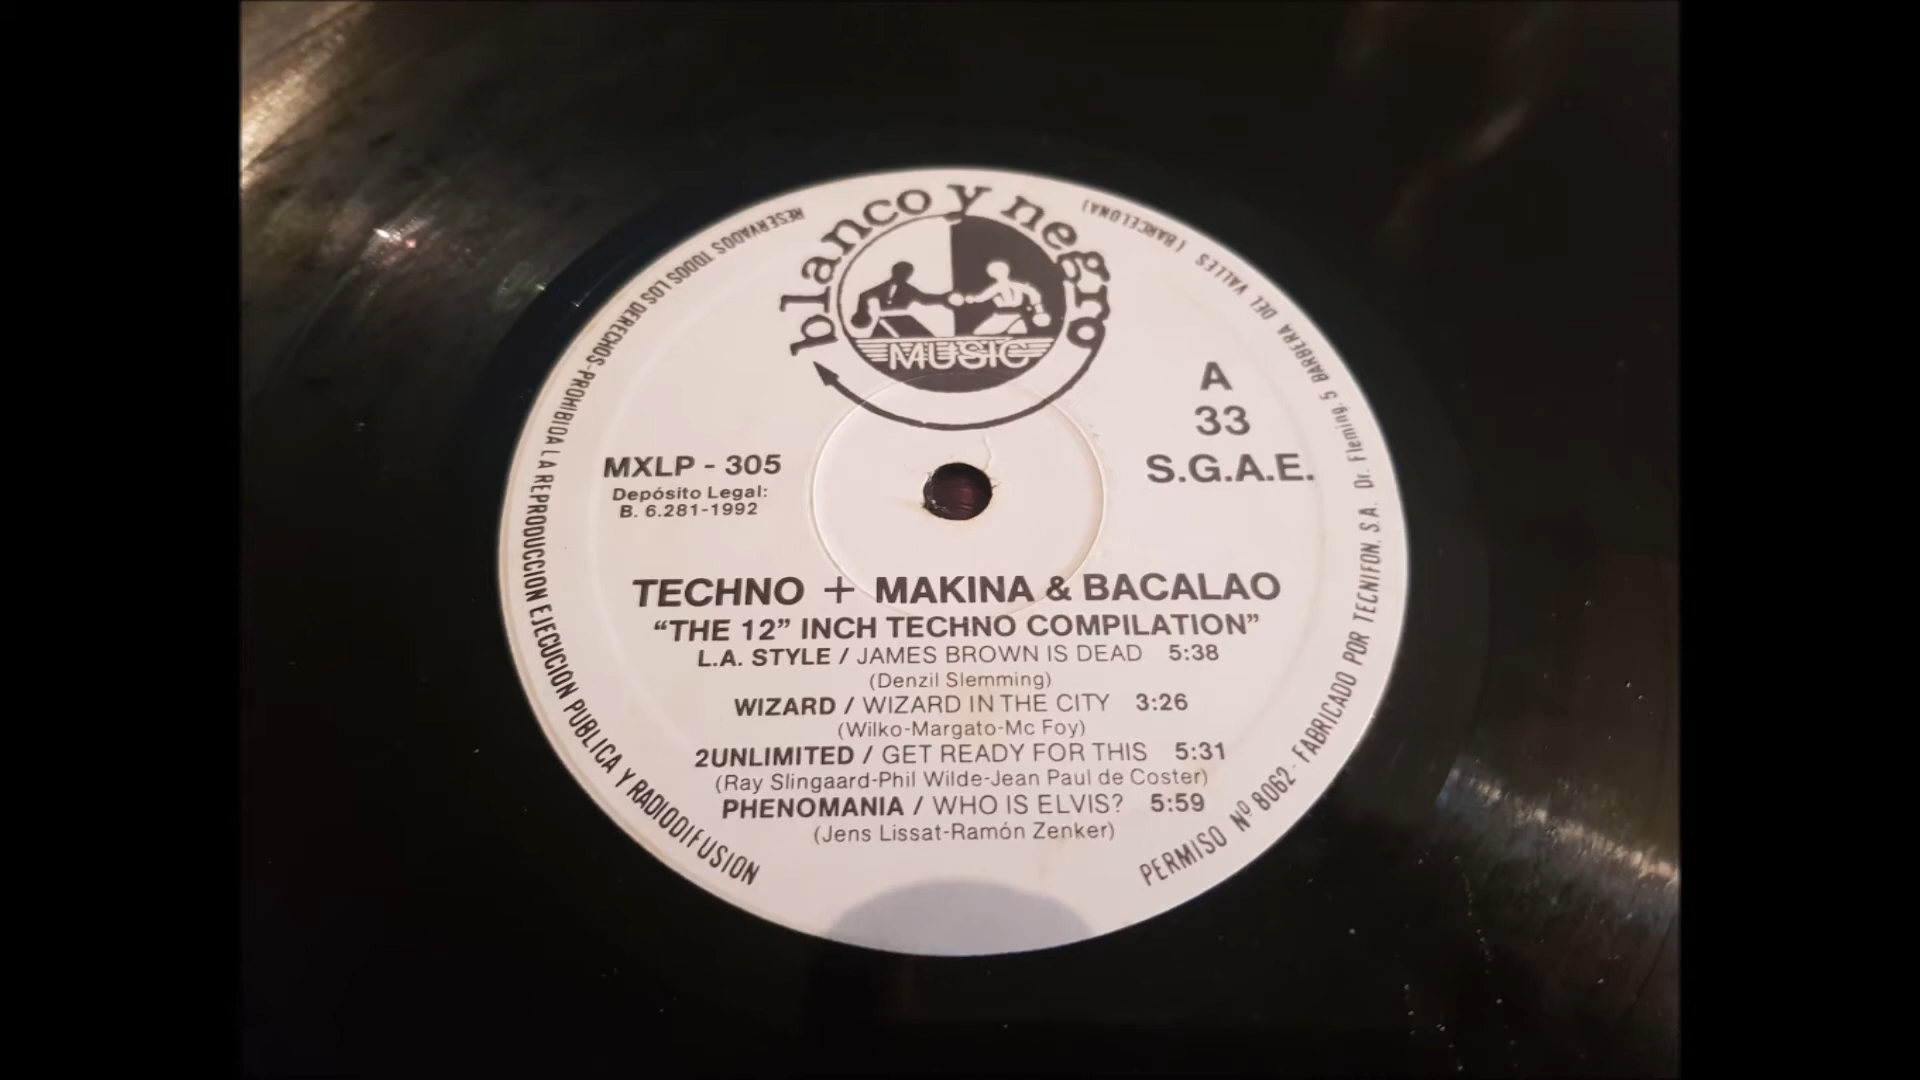 blanco y negro
MUSIC
A
33
S.G.A.E.
MXLP - 305
Depósito Legal:
B. 6.281-1992
TECHNO + MAKINA & BACALAO
“THE 12” INCH TECHNO COMPILATION”
L.A. STYLE / JAMES BROWN IS DEAD 5:38
(Denzil Slemming)
WIZARD / WIZARD IN THE CITY 3:26
(Wilko-Margato-Mc Foy)
2UNLIMITED / GET READY FOR THIS 5:31
(Ray Slingaard-Phil Wilde-Jean Paul de Coster)
PHENOMANIA / WHO IS ELVIS? 5:59
(Jens Lissat-Ramón Zenker)
RESERVADOS TODOS LOS DERECHOS-PROHIBIDA LA REPRODUCCION EJECUCION PUBLICA Y RADIODIFUSION
PERMISO Nº 8062-FABRICADO POR TECNIFON, S.A. Dr. Fleming, 5 BARBERA DEL VALLES (BARCELONA)